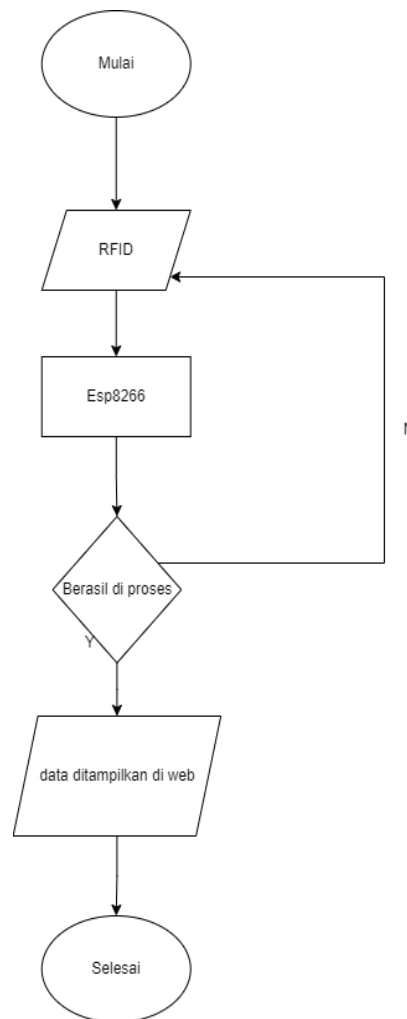 Mulai
RFID
Esp8266
N
Berasil di proses
Y
data ditampilkan di web
Selesai